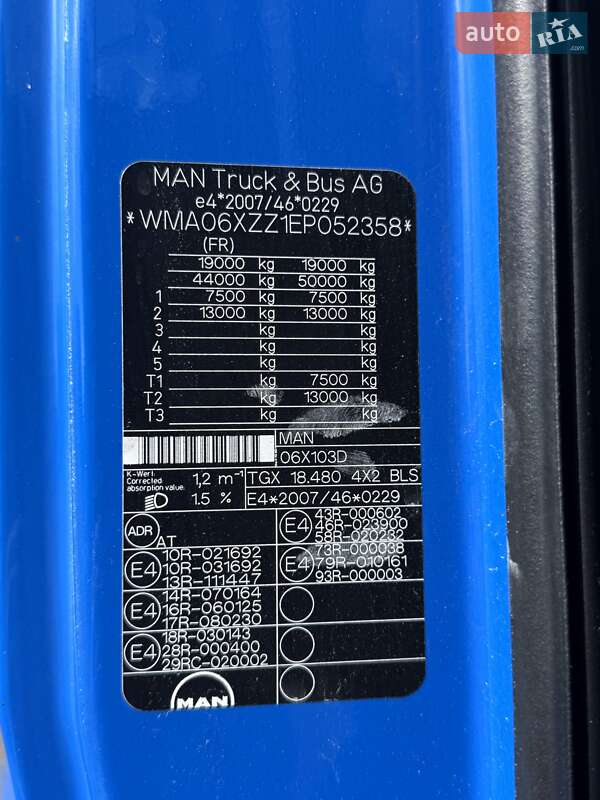 auto RIA.com
MAN Truck & Bus AG
e4*2007/46*0229
*WMA06XZZ1EP052358*
(FR)
19000 kg 19000 kg
44000 kg 50000 kg
1 7500 kg 7500 kg
2 13000 kg 13000 kg
3 kg kg
4 kg kg
5 kg kg
T1 kg 7500 kg
T2 kg 13000 kg
T3 kg kg
MAN
06X103D
K-Wert: Corrected absorption value: 1,2 m⁻¹ TGX 18.480 4X2 BLS
1.5 % E4*2007/46*0229
ADR AT
E4 10R-021692
10R-031692
13R-111447
E4 14R-070164
16R-060125
17R-080230
E4 18R-030143
28R-000400
29RC-020002
E4 43R-000602
46R-023900
58R-020232
E4 73R-000038
79R-010161
93R-000003
MAN